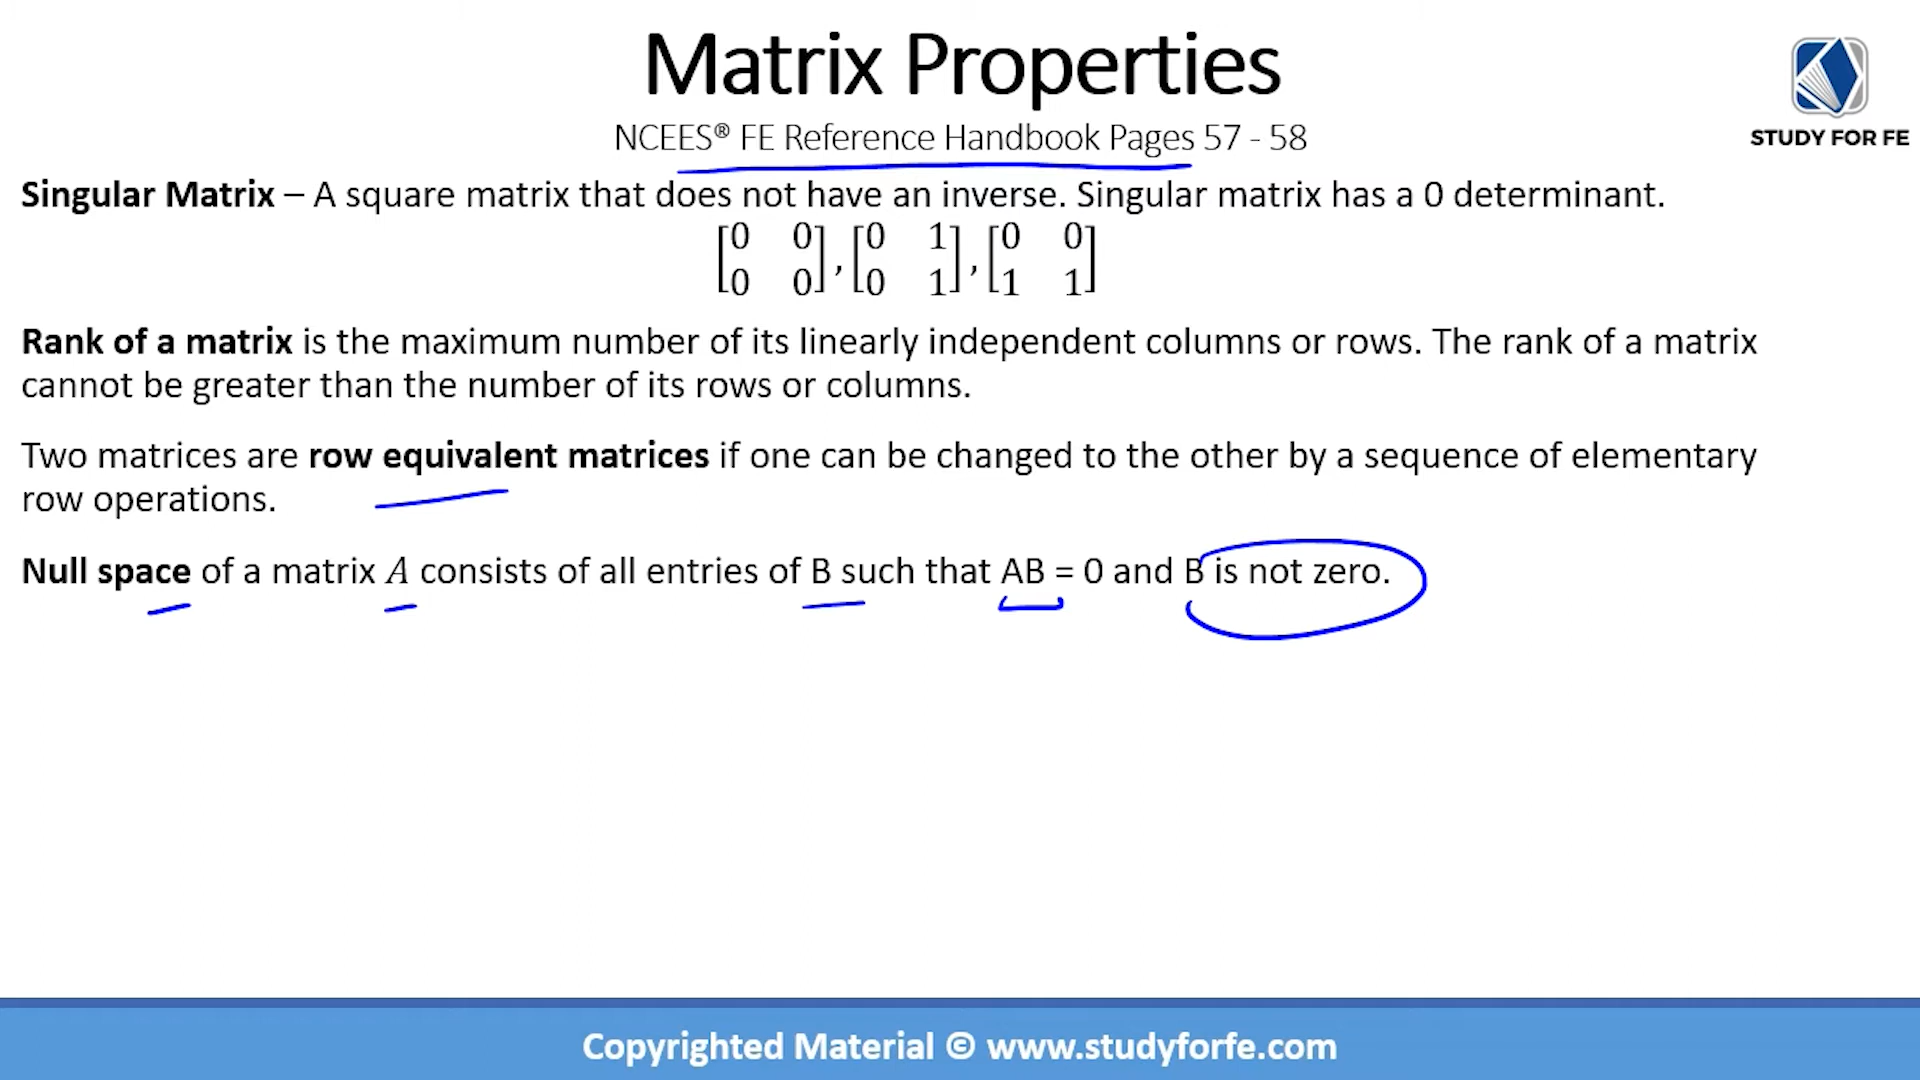 Matrix Properties
STUDY FOR FE
NCEES® FE Reference Handbook Pages 57 - 58
Singular Matrix – A square matrix that does not have an inverse. Singular matrix has a 0 determinant.
[0 0], [0 1], [0 0]
[0 0], [0 1], [1 1]
Rank of a matrix is the maximum number of its linearly independent columns or rows. The rank of a matrix
cannot be greater than the number of its rows or columns.
Two matrices are row equivalent matrices if one can be changed to the other by a sequence of elementary
row operations.
Null space of a matrix A consists of all entries of B such that AB = 0 and B is not zero.
Copyrighted Material © www.studyforfe.com